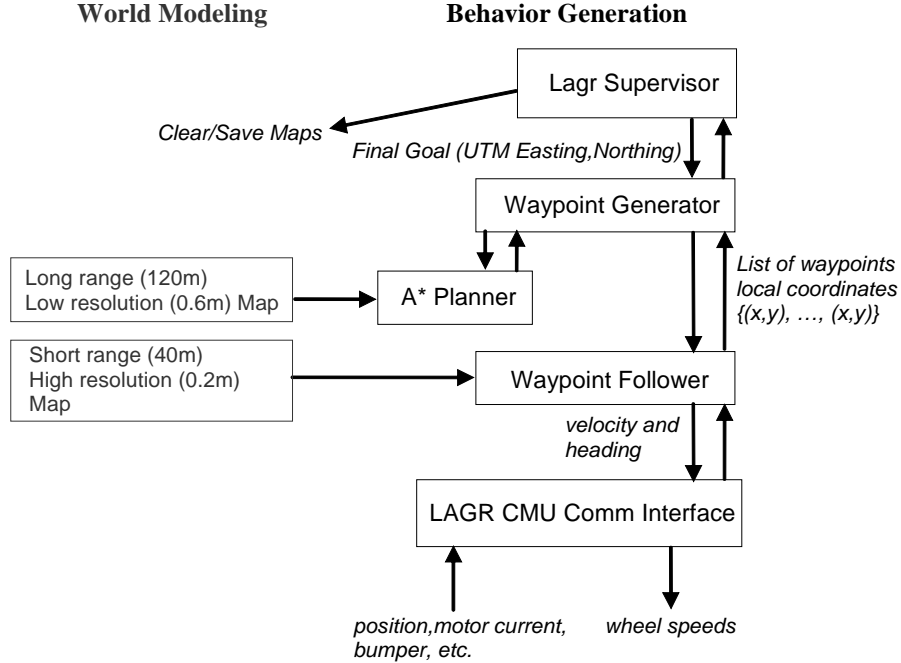 World Modeling
Behavior Generation
Lagr Supervisor
Clear/Save Maps
Final Goal (UTM Easting,Northing)
Waypoint Generator
List of waypoints
local coordinates
{(x,y), …, (x,y)}
Long range (120m)
Low resolution (0.6m) Map
A* Planner
Short range (40m)
High resolution (0.2m)
Map
Waypoint Follower
velocity and
heading
LAGR CMU Comm Interface
position,motor current,
bumper, etc.
wheel speeds